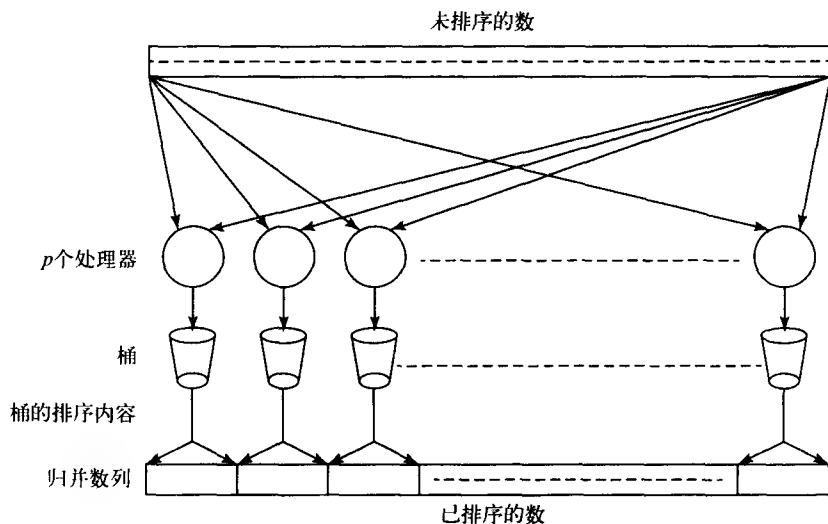 未排序的数
p个处理器
桶
桶的排序内容
归并数列
已排序的数